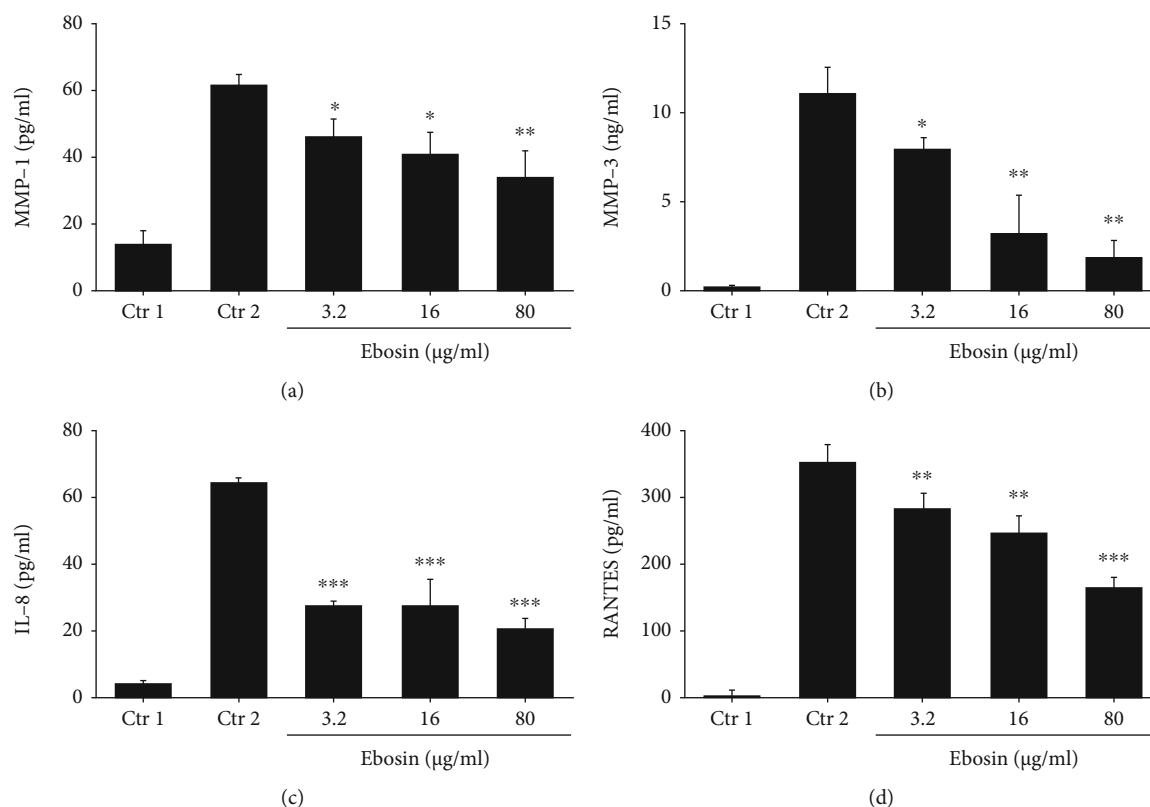 80
60
40
20
0
MMP–1 (pg/ml)
*
*
**
Ctr 1 Ctr 2 3.2 16 80
Ebosin (μg/ml)
(a)
15
10
5
0
MMP–3 (ng/ml)
*
**
**
Ctr 1 Ctr 2 3.2 16 80
Ebosin (μg/ml)
(b)
80
60
40
20
0
IL–8 (pg/ml)
***
***
***
Ctr 1 Ctr 2 3.2 16 80
Ebosin (μg/ml)
(c)
400
300
200
100
0
RANTES (pg/ml)
**
**
***
Ctr 1 Ctr 2 3.2 16 80
Ebosin (μg/ml)
(d)